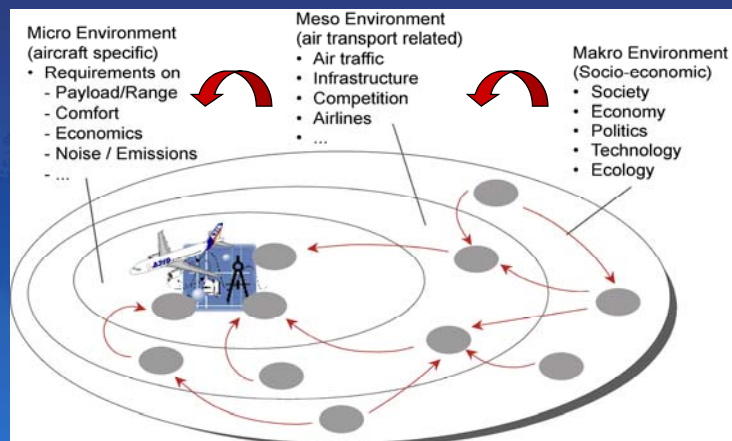 Micro Environment
(aircraft specific)
• Requirements on
- Payload/Range
- Comfort
- Economics
- Noise / Emissions
- ...
Meso Environment
(air transport related)
• Air traffic
• Infrastructure
• Competition
• Airlines
• ...
Makro Environment
(Socio-economic)
• Society
• Economy
• Politics
• Technology
• Ecology